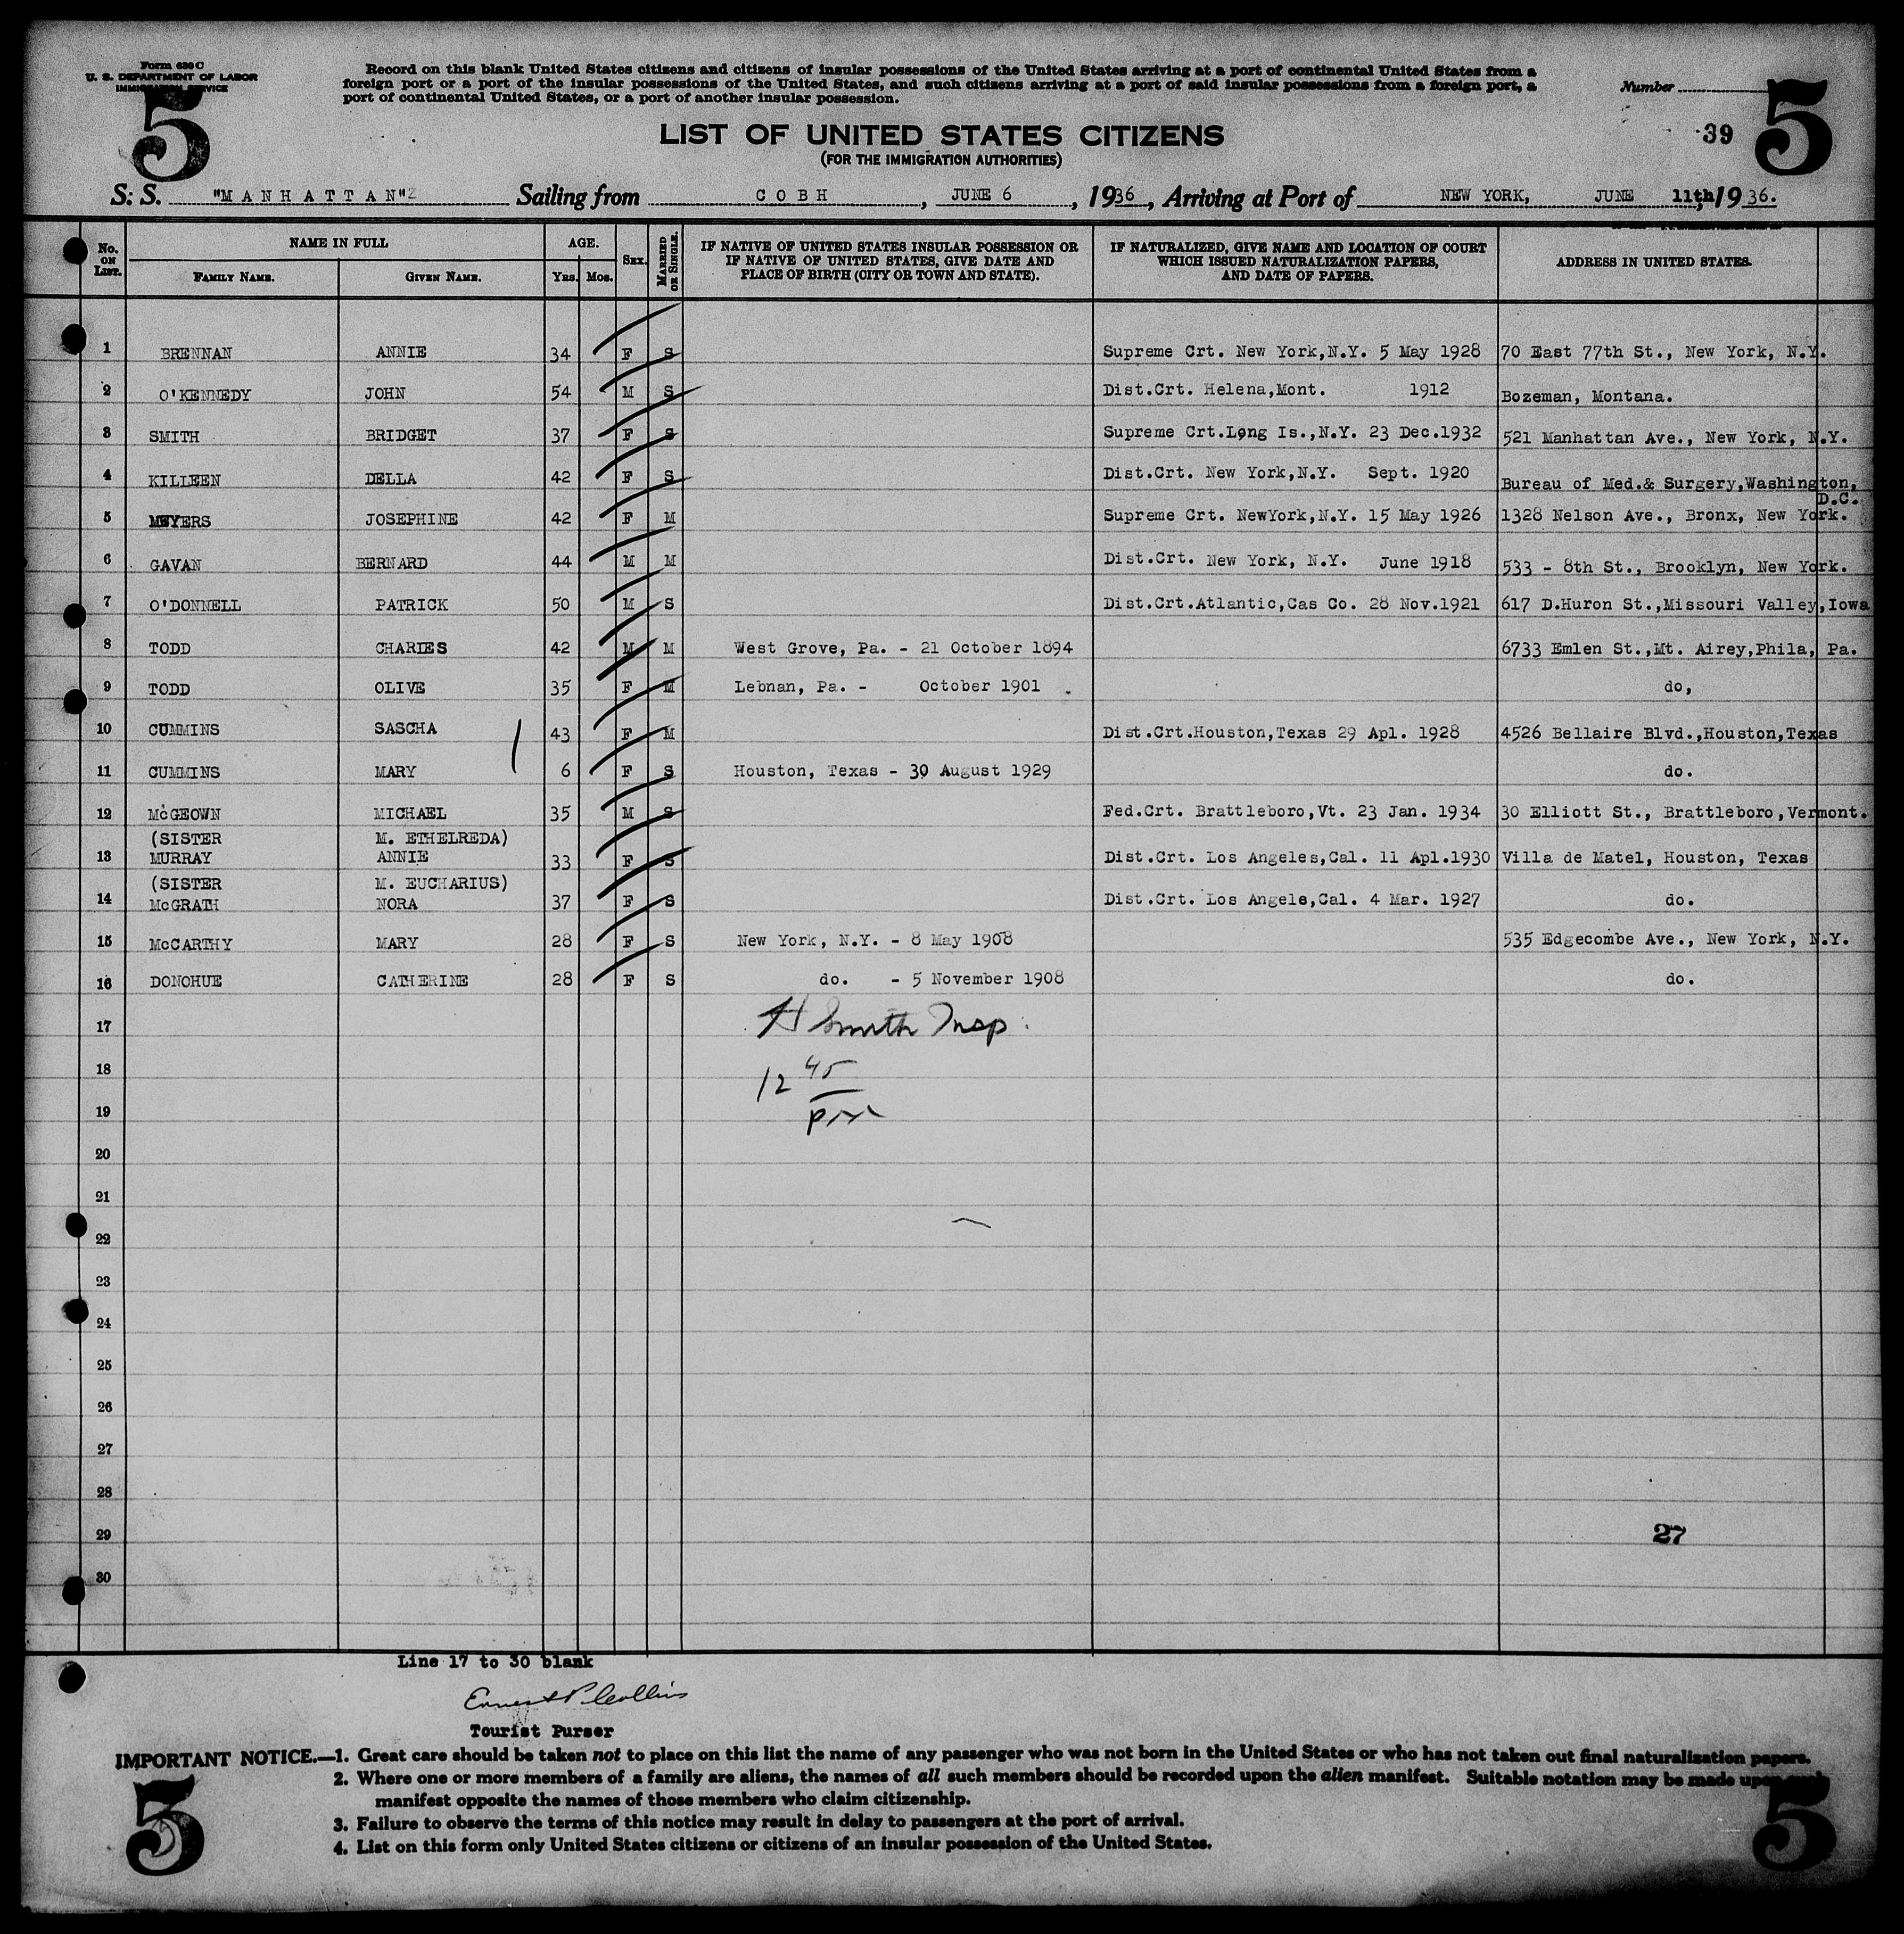 Form 630 C
U. S. DEPARTMENT OF LABOR
IMMIGRATION SERVICE
5
Record on this blank United States citizens and citizens of insular possessions of the United States arriving at a port of continental United States from a
foreign port or a port of the insular possessions of the United States, and such citizens arriving at a port of said insular possessions from a foreign port, a
port of continental United States, or a port of another insular possession.
Number
39
5
LIST OF UNITED STATES CITIZENS
(FOR THE IMMIGRATION AUTHORITIES)
S. S. "MANHATTAN" Sailing from COBH, JUNE 6, 1936, Arriving at Port of NEW YORK, JUNE 11th, 1936.
No. ON LIST. NAME IN FULL FAMILY NAME. GIVEN NAME. AGE. Yrs. Mos. SEX. MARRIED OR SINGLE. IF NATIVE OF UNITED STATES INSULAR POSSESSION OR IF NATIVE OF UNITED STATES, GIVE DATE AND PLACE OF BIRTH (CITY OR TOWN AND STATE). IF NATURALIZED, GIVE NAME AND LOCATION OF COURT WHICH ISSUED NATURALIZATION PAPERS, AND DATE OF PAPERS. ADDRESS IN UNITED STATES.
1 BRENNAN ANNIE 34 F S Supreme Crt. New York,N.Y. 5 May 1928 70 East 77th St., New York, N.Y.
2 O'KENNEDY JOHN 54 M S Dist.Crt. Helena,Mont. 1912 Bozeman, Montana.
3 SMITH BRIDGET 37 F S Supreme Crt.Long Is.,N.Y. 23 Dec.1932 521 Manhattan Ave., New York, N.Y.
4 KILLEEN DELLA 42 F S Dist.Crt. New York,N.Y. Sept. 1920 Bureau of Med.& Surgery,Washington, D.C.
5 MEYERS JOSEPHINE 42 F M Supreme Crt. NewYork,N.Y. 15 May 1926 1328 Nelson Ave., Bronx, New York.
6 GAVAN BERNARD 44 M M Dist.Crt. New York, N.Y. June 1918 533 - 8th St., Brooklyn, New York.
7 O'DONNELL PATRICK 50 M S Dist.Crt.Atlantic,Cas Co. 28 Nov.1921 617 D.Huron St.,Missouri Valley,Iowa
8 TODD CHARLES 42 M M West Grove, Pa. - 21 October 1894 6733 Emlen St.,Mt. Airey,Phila, Pa.
9 TODD OLIVE 35 F M Lebnan, Pa. - October 1901 do,
10 CUMMINS SASCHA 43 F M Dist.Crt.Houston,Texas 29 Apl. 1928 4526 Bellaire Blvd.,Houston,Texas
11 CUMMINS MARY 6 F S Houston, Texas - 30 August 1929 do.
12 McGEOWN MICHAEL 35 M S Fed.Crt. Brattleboro,Vt. 23 Jan. 1934 30 Elliott St., Brattleboro,Vermont.
(SISTER M. ETHELREDA)
13 MURRAY ANNIE 33 F S Dist.Crt. Los Angeles,Cal. 11 Apl.1930 Villa de Matel, Houston, Texas
(SISTER M. EUCHARIUS)
14 McGRATH NORA 37 F S Dist.Crt. Los Angele,Cal. 4 Mar. 1927 do.
15 McCARTHY MARY 28 F S New York, N.Y. - 8 May 1908 535 Edgecombe Ave., New York, N.Y.
16 DONOHUE CATHERINE 28 F S do. - 5 November 1908 do.
17 H Smith Insp.
18 12 45
19 pm
20
21
22
23
24
25
26
27
28
29 27
30
Line 17 to 30 blank
Ernest P. Collins
Tourist Purser
IMPORTANT NOTICE.—1. Great care should be taken not to place on this list the name of any passenger who was not born in the United States or who has not taken out final naturalization papers.
2. Where one or more members of a family are aliens, the names of all such members should be recorded upon the alien manifest. Suitable notation may be made upon such
manifest opposite the names of those members who claim citizenship.
3. Failure to observe the terms of this notice may result in delay to passengers at the port of arrival.
4. List on this form only United States citizens or citizens of an insular possession of the United States.
5
5